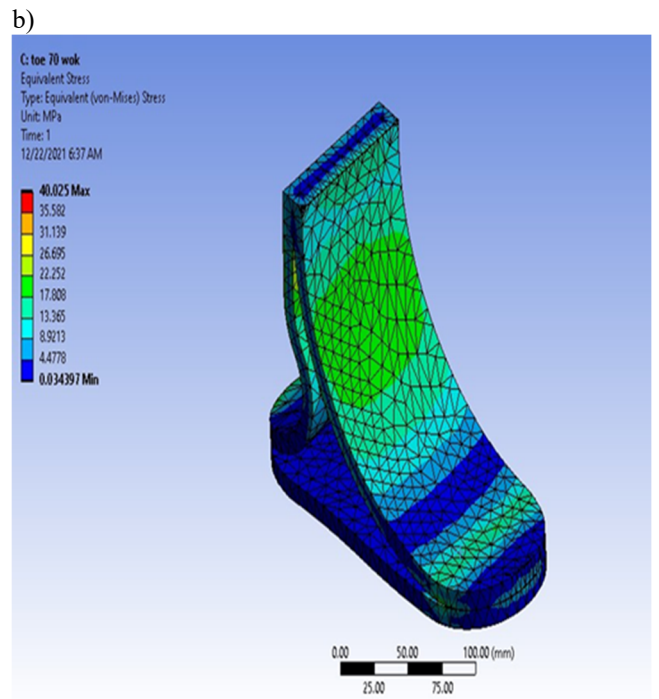 b)
C: toe 70 wok
Equivalent Stress
Type: Equivalent (von-Mises) Stress
Unit: MPa
Time: 1
12/22/2021 6:37 AM
40.025 Max
35.582
31.139
26.695
22.252
17.808
13.365
8.9213
4.4778
0.034397 Min
0.00 50.00 100.00 (mm)
25.00 75.00